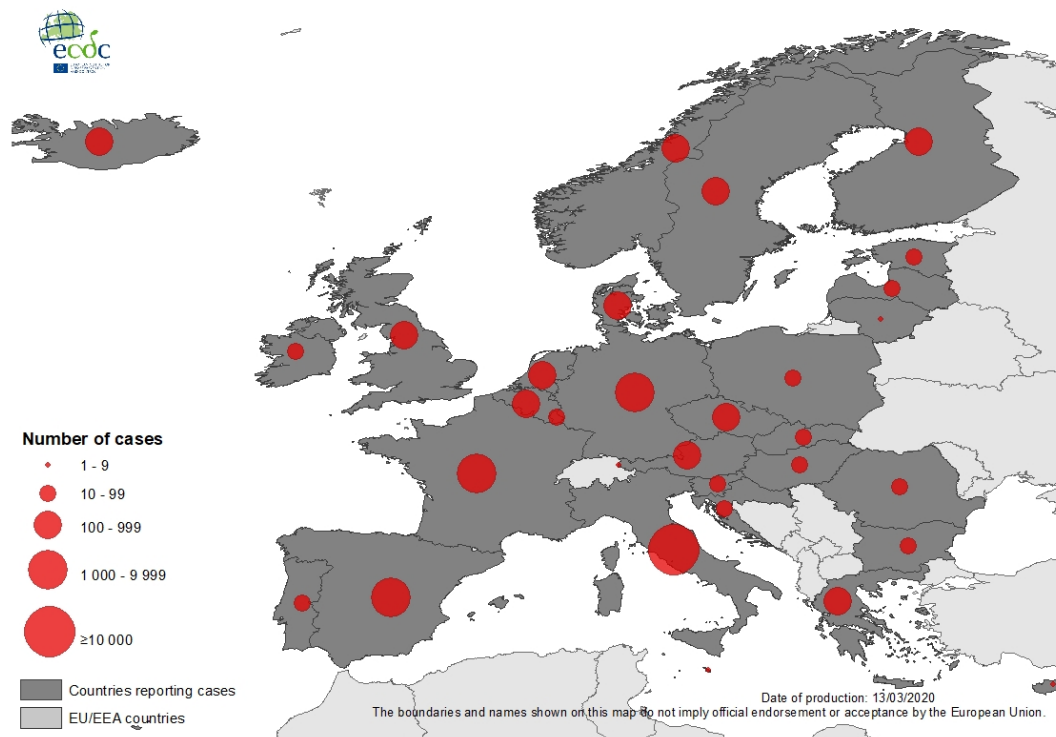 ecdc
Number of cases
1 - 9
10 - 99
100 - 999
1 000 - 9 999
≥10 000
Countries reporting cases
EU/EEA countries
Date of production: 13/03/2020
The boundaries and names shown on this map do not imply official endorsement or acceptance by the European Union.